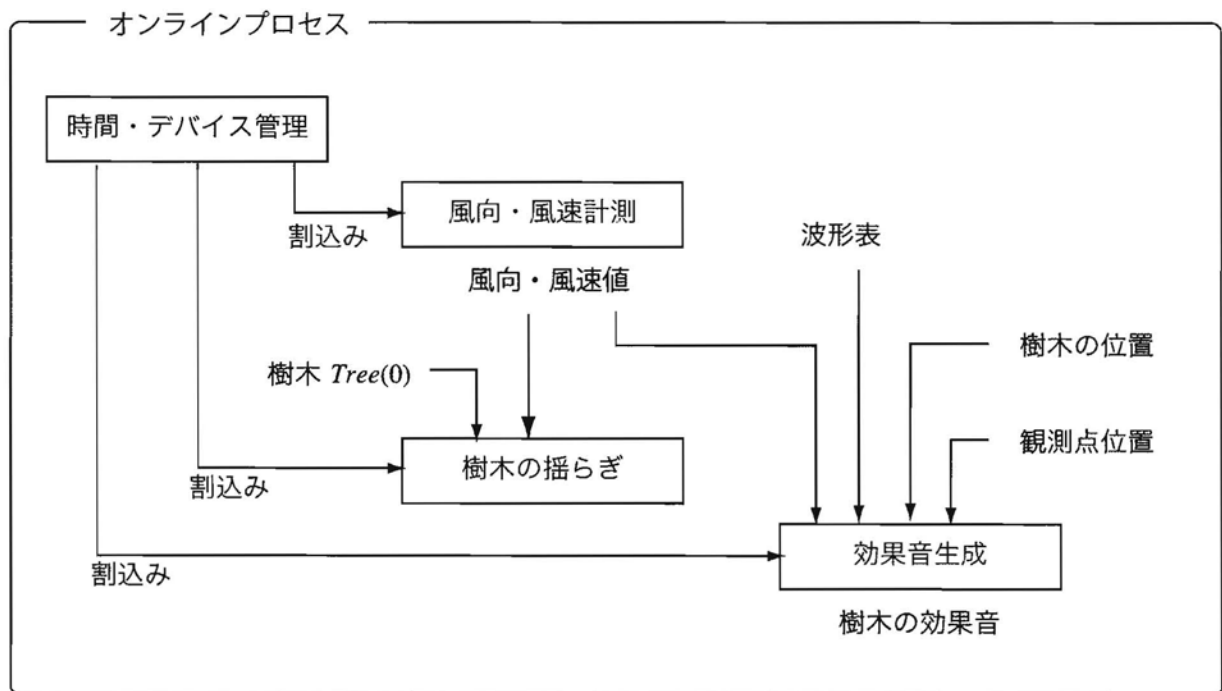 オンラインプロセス
時間・デバイス管理
風向・風速計測
割込み
波形表
風向・風速値
樹木の位置
樹木 Tree(0)
観測点位置
樹木の揺らぎ
割込み
効果音生成
割込み
樹木の効果音